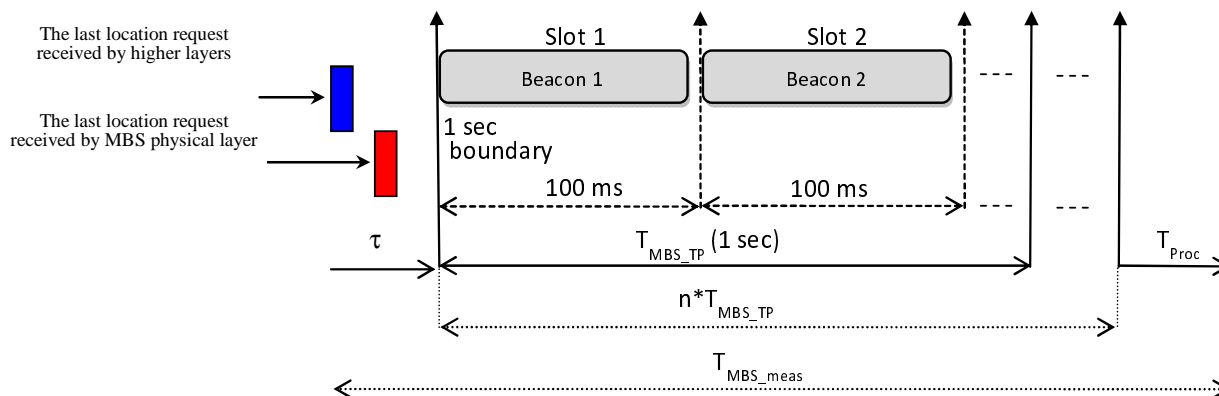 The last location request
received by higher layers
The last location request
received by MBS physical layer
Slot 1
Slot 2
Beacon 1
Beacon 2
1 sec
boundary
100 ms
100 ms
τ
T_MBS_TP (1 sec)
T_Proc
n*T_MBS_TP
T_MBS_meas